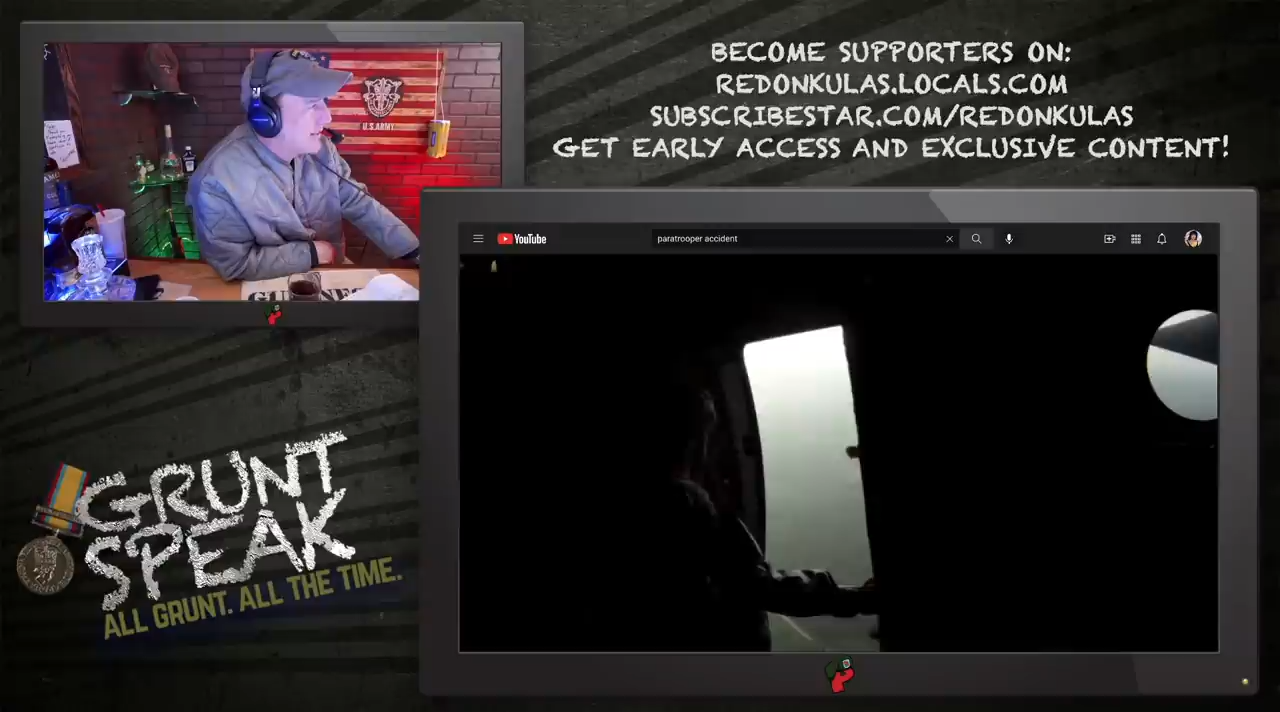 BECOME SUPPORTERS ON:
REDONKULAS.LOCALS.COM
SUBSCRIBESTAR.COM/REDONKULAS
GET EARLY ACCESS AND EXCLUSIVE CONTENT!
U.S. ARMY
YouTube
paratrooper accident
GRUNT
SPEAK
ALL GRUNT. ALL THE TIME.